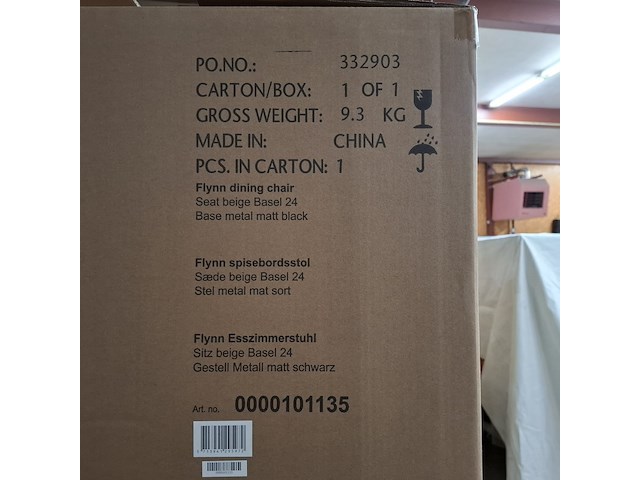 PO.NO.: 332903
CARTON/BOX: 1 OF 1
GROSS WEIGHT: 9.3 KG
MADE IN: CHINA
PCS. IN CARTON: 1
Flynn dining chair
Seat beige Basel 24
Base metal matt black
Flynn spisebordsstol
Sæde beige Basel 24
Stel metal mat sort
Flynn Esszimmerstuhl
Sitz beige Basel 24
Gestell Metall matt schwarz
Art. no. 0000101135